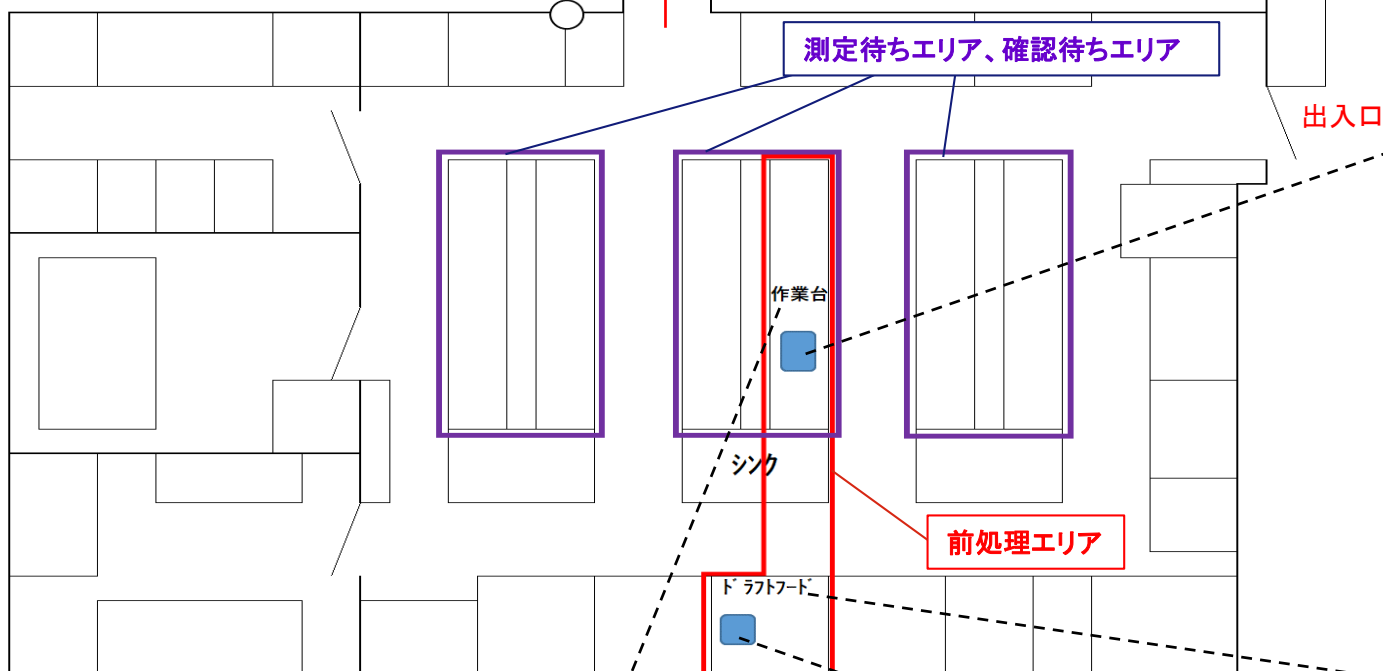 測定待ちエリア、確認待ちエリア
出入口
作業台
シンク
前処理エリア
ドラフトフード